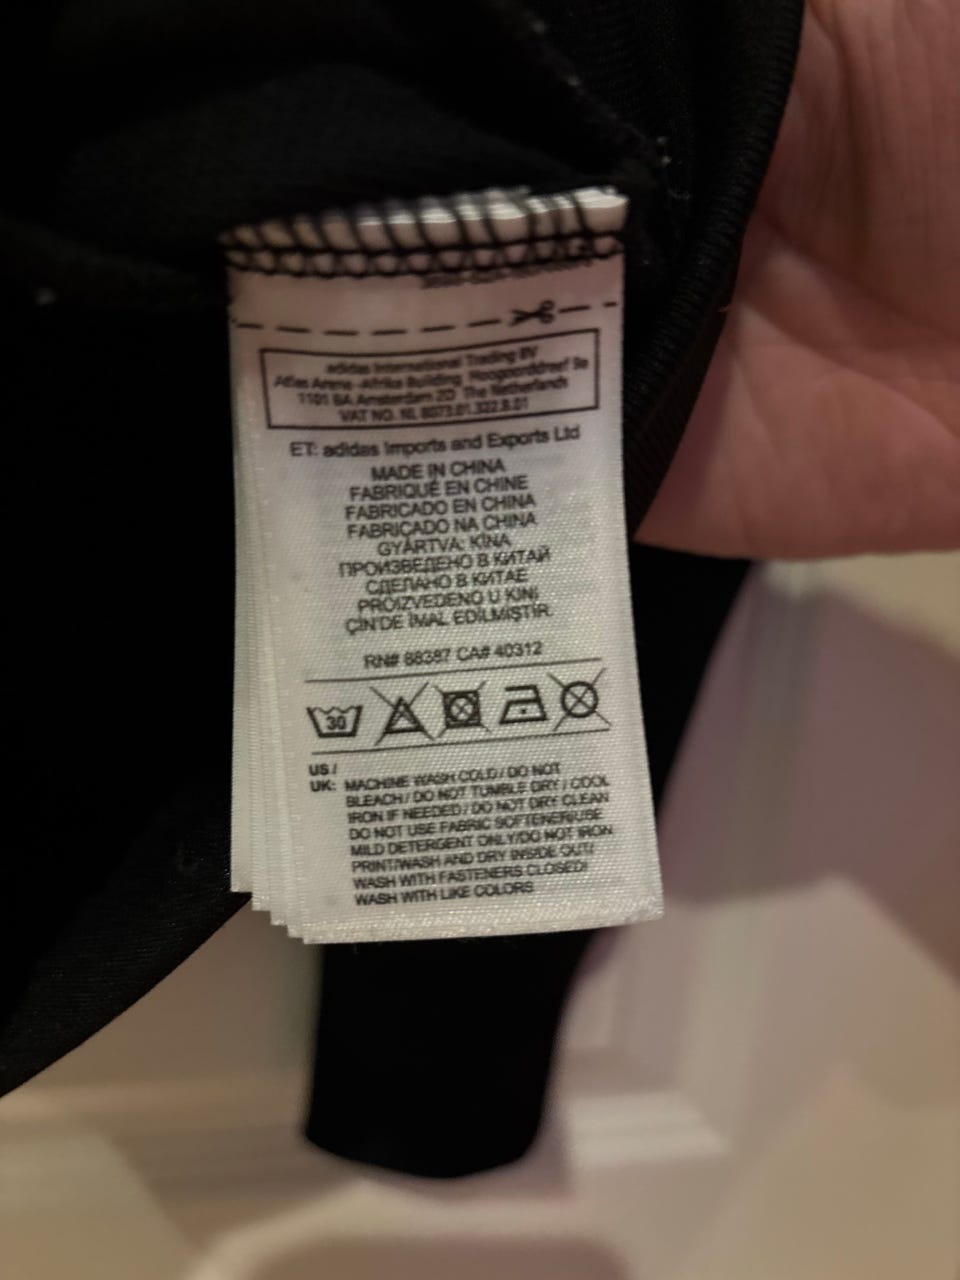 adidas International Trading BV
Atlas Arena -Afrika Building Hoogoorddreef 9a
1101 BA Amsterdam ZO The Netherlands
VAT NO. NL 8073.01.322.B.01
ET: adidas Imports and Exports Ltd
MADE IN CHINA
FABRIQUÉ EN CHINE
FABRICADO EN CHINA
FABRICADO NA CHINA
GYÁRTVA: KÍNA
ПРОИЗВЕДЕНО В КИТАЙ
СДЕЛАНО В КИТАЕ
PROIZVEDENO U KINI
ÇİN'DE İMAL EDİLMİŞTİR
RN# 88387 CA# 40312
30
US /
UK: MACHINE WASH COLD / DO NOT
BLEACH / DO NOT TUMBLE DRY / COOL
IRON IF NEEDED / DO NOT DRY CLEAN
DO NOT USE FABRIC SOFTENER/USE
MILD DETERGENT ONLY/DO NOT IRON
PRINT/WASH AND DRY INSIDE OUT/
WASH WITH FASTENERS CLOSED/
WASH WITH LIKE COLORS